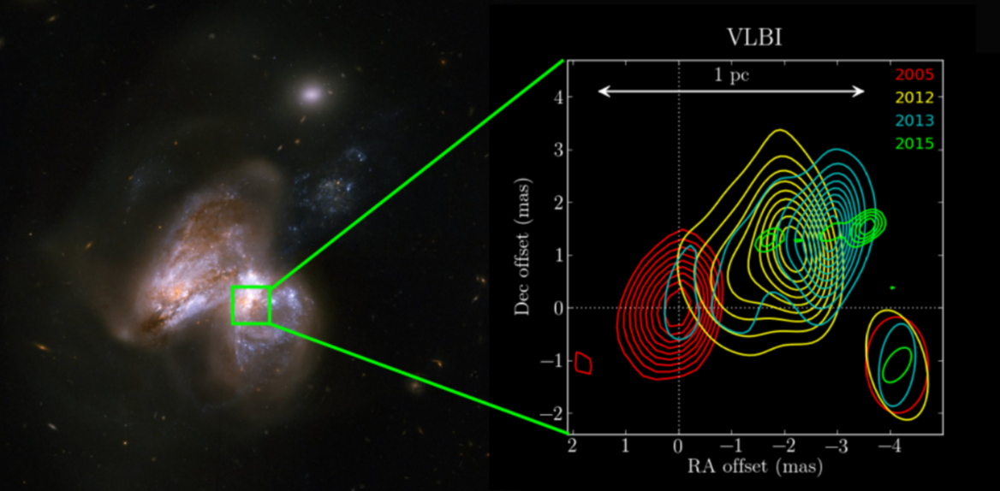 VLBI
1 pc
2005
2012
2013
2015
4
3
2
1
0
−1
−2
Dec offset (mas)
2 1 0 −1 −2 −3 −4
RA offset (mas)